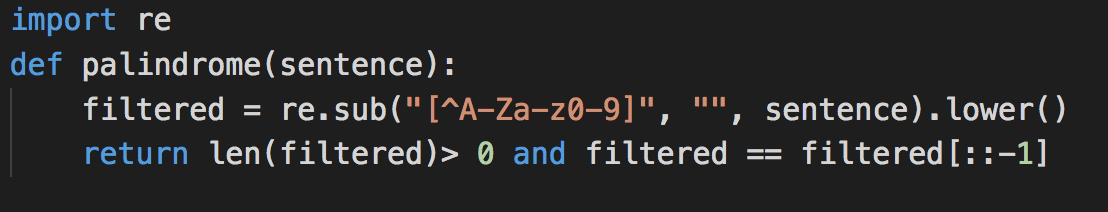 import re
def palindrome(sentence):
    filtered = re.sub("[^A-Za-z0-9]", "", sentence).lower()
    return len(filtered)> 0 and filtered == filtered[::-1]